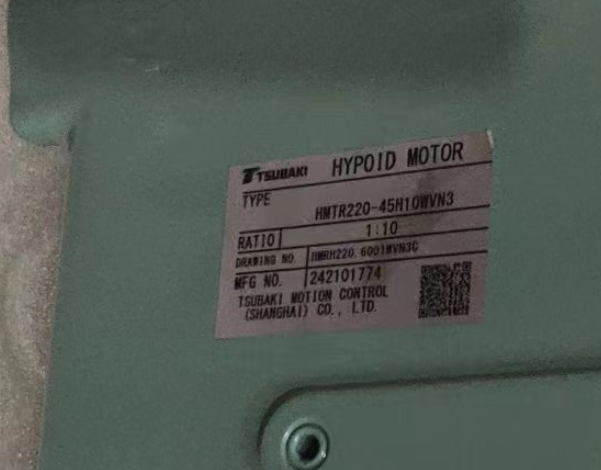 TSUBAKI HYPOID MOTOR
TYPE
HMTR220-45H10WVN3
RATIO 1:10
DRAWING NO. HMRH220.6001WVN3C
MFG NO. 242101774
TSUBAKI MOTION CONTROL
(SHANGHAI) CO., LTD.